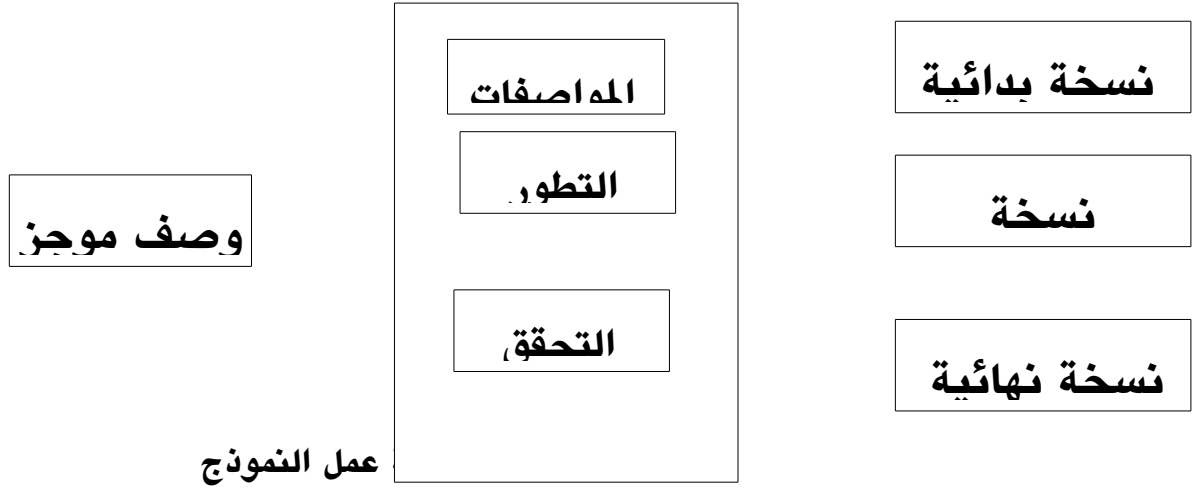 وصف موجز
المواصفات
التطور
التحقق
نسخة بدائية
نسخة
نسخة نهائية
عمل النموذج